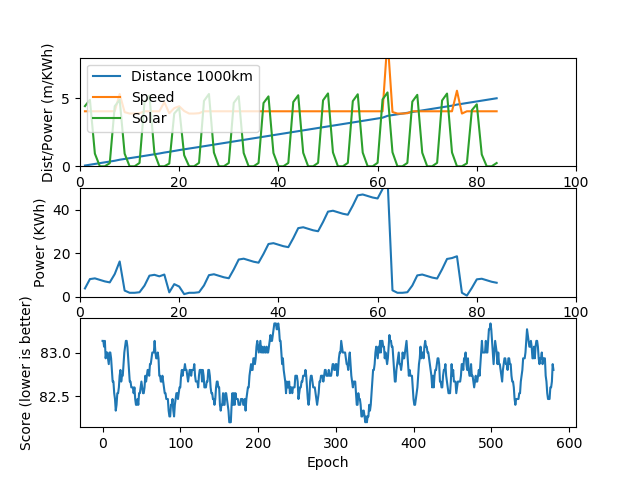 Dist/Power (m/KWh)
5
0
Distance 1000km
Speed
Solar
0 20 40 60 80 100
Power (KWh)
40
20
0
0 20 40 60 80 100
Score (lower is better)
83.0
82.5
0 100 200 300 400 500 600
Epoch